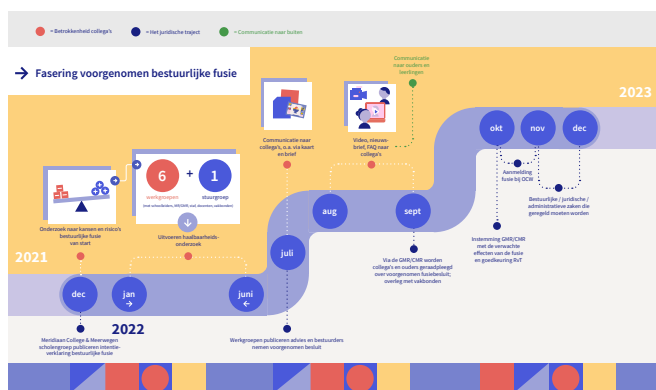 = Betrokkenheid collega's
= Het juridische traject
= Communicatie naar buiten
→ Fasering voorgenomen bestuurlijke fusie
2023
Communicatie
naar ouders en
leerlingen
Communicatie naar
collega's, o.a. via kaart
en brief
Video, nieuws-
brief, FAQ naar
collega's
okt
nov
dec
Aanmelding
fusie bij OCW
Bestuurlijke / juridische /
administratieve zaken die
geregeld moeten worden
Instemming GMR/CMR
met de verwachte
effecten van de fusie
en goedkeuring RvT
6
+
1
werkgroepen
stuurgroep
Uitvoeren haalbaarheids-
onderzoek
Onderzoek naar kansen en risico's
bestuurlijke fusie
van start
aug
sept
Via de GMR/CMR worden
collega's en ouders geraadpleegd
over voorgenomen fusiebesluit;
overleg met vakbonden
2021
juli
dec
jan
→
juni
←
2022
Meridiaan College & Meerwegen
scholengroep publiceren intentie-
verklaring bestuurlijke fusie
Werkgroepen publiceren advies en bestuurders
nemen voorgenomen besluit